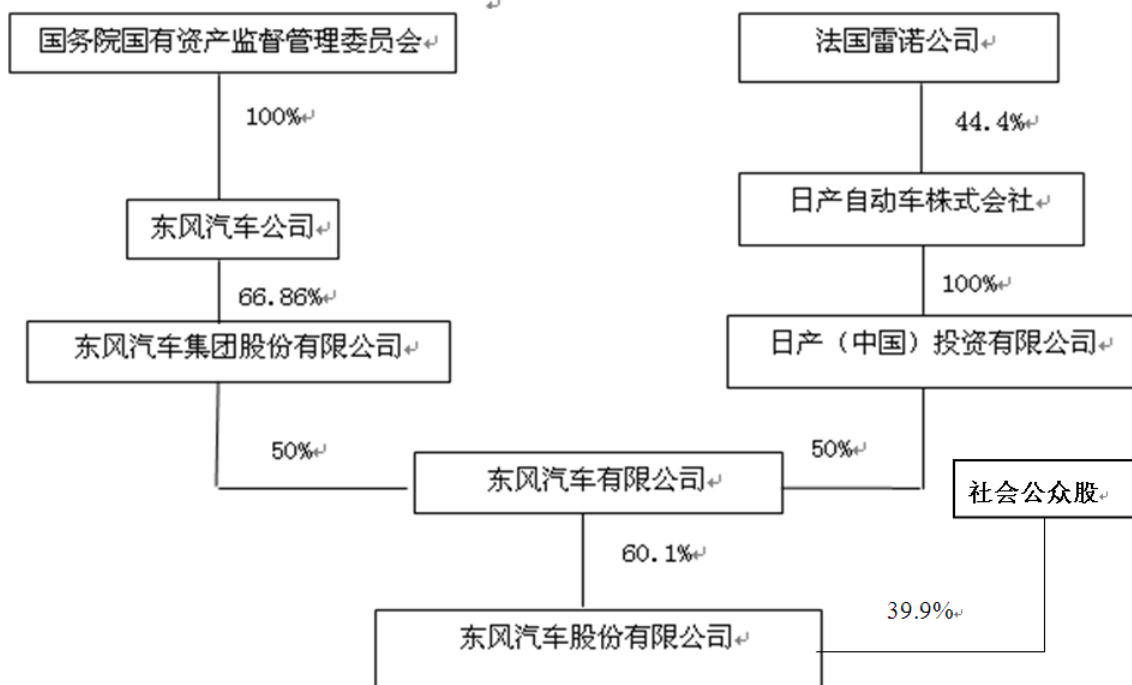 国务院国有资产监督管理委员会
法国雷诺公司
100%
44.4%
东风汽车公司
日产自动车株式会社
66.86%
100%
东风汽车集团股份有限公司
日产（中国）投资有限公司
50%
50%
东风汽车有限公司
社会公众股
60.1%
39.9%
东风汽车股份有限公司